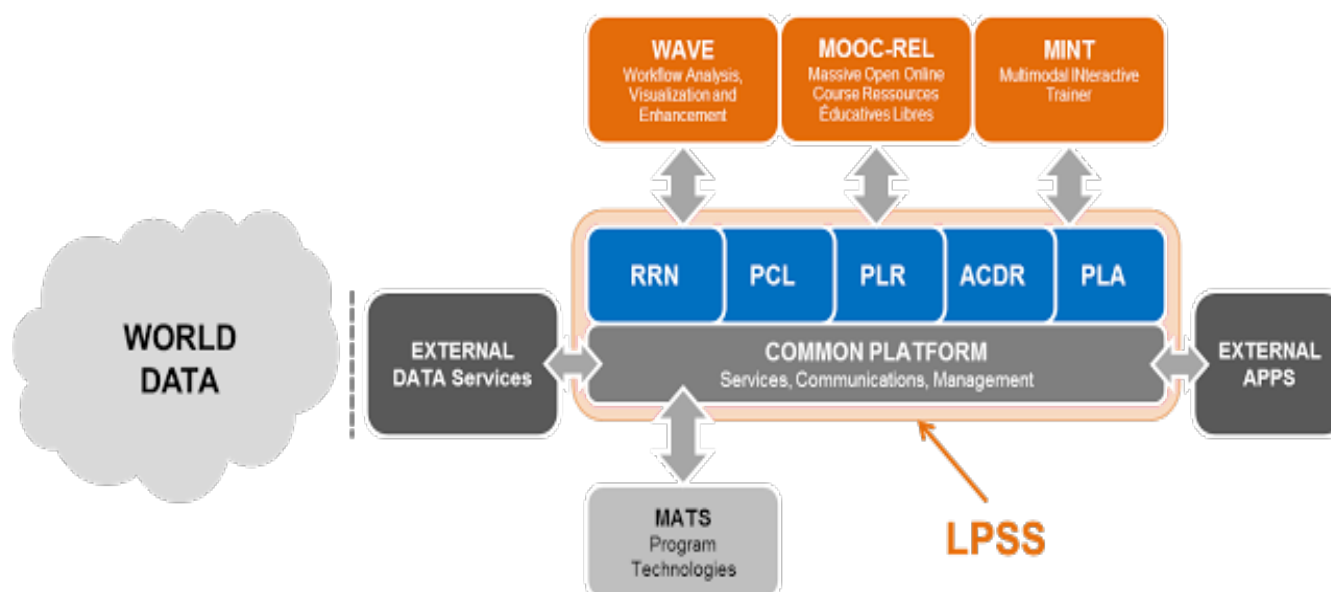 WAVE
Workflow Analysis,
Visualization and
Enhancement
MOOC-REL
Massive Open Online
Course Ressources
Éducatives Libres
MINT
Multimodal INteractive
Trainer
RRN
PCL
PLR
ACDR
PLA
WORLD
DATA
EXTERNAL
DATA Services
COMMON PLATFORM
Services, Communications, Management
EXTERNAL
APPS
MATS
Program
Technologies
LPSS